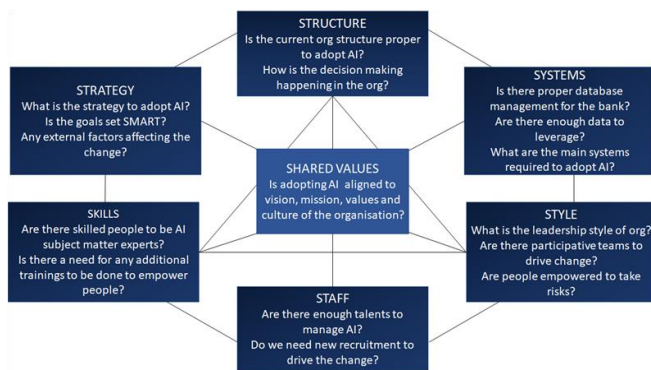 STRUCTURE
Is the current org structure proper
to adopt AI?
How is the decision making
happening in the org?
STRATEGY
What is the strategy to adopt AI?
Is the goals set SMART?
Any external factors affecting the
change?
SYSTEMS
Is there proper database
management for the bank?
Are there enough data to
leverage?
What are the main systems
required to adopt AI?
SHARED VALUES
Is adopting AI aligned to
vision, mission, values and
culture of the organisation?
SKILLS
Are there skilled people to be AI
subject matter experts?
Is there a need for any additional
trainings to be done to empower
people?
STYLE
What is the leadership style of org?
Are there participative teams to
drive change?
Are people empowered to take
risks?
STAFF
Are there enough talents to
manage AI?
Do we need new recruitment to
drive the change?